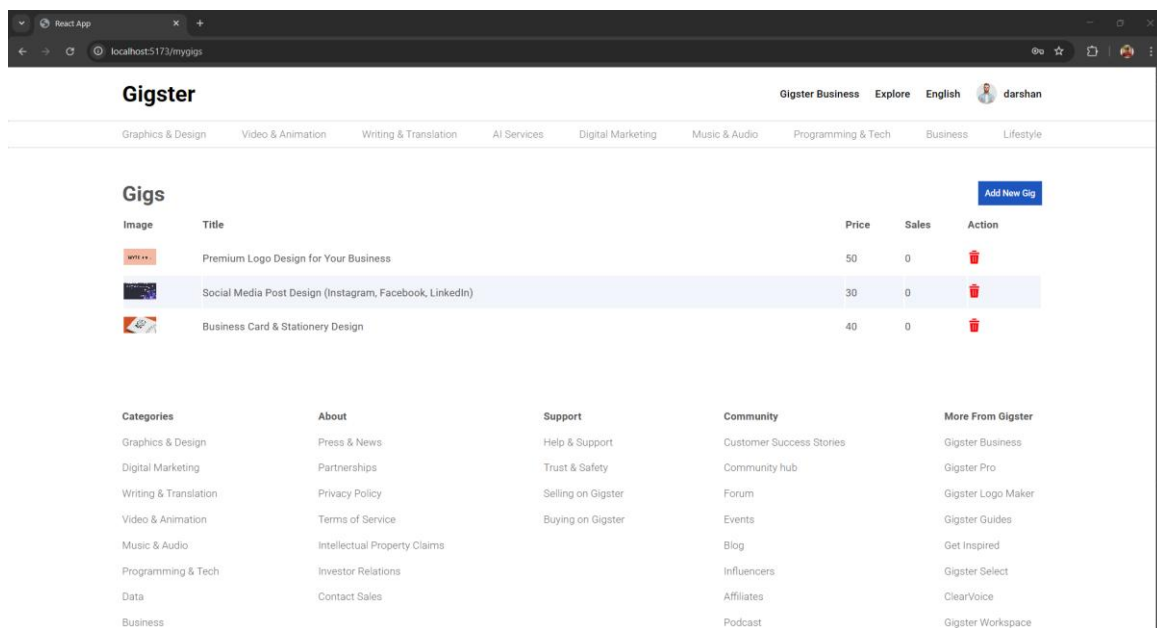 React App
localhost:5173/mygigs
Gigster
Gigster Business Explore English darshan
Graphics & Design Video & Animation Writing & Translation AI Services Digital Marketing Music & Audio Programming & Tech Business Lifestyle
Gigs
Add New Gig
Image Title Price Sales Action
Premium Logo Design for Your Business 50 0
Social Media Post Design (Instagram, Facebook, LinkedIn) 30 0
Business Card & Stationery Design 40 0
Categories About Support Community More From Gigster
Graphics & Design Press & News Help & Support Customer Success Stories Gigster Business
Digital Marketing Partnerships Trust & Safety Community hub Gigster Pro
Writing & Translation Privacy Policy Selling on Gigster Forum Gigster Logo Maker
Video & Animation Terms of Service Buying on Gigster Events Gigster Guides
Music & Audio Intellectual Property Claims Blog Get Inspired
Programming & Tech Investor Relations Influencers Gigster Select
Data Contact Sales Affiliates ClearVoice
Business Podcast Gigster Workspace